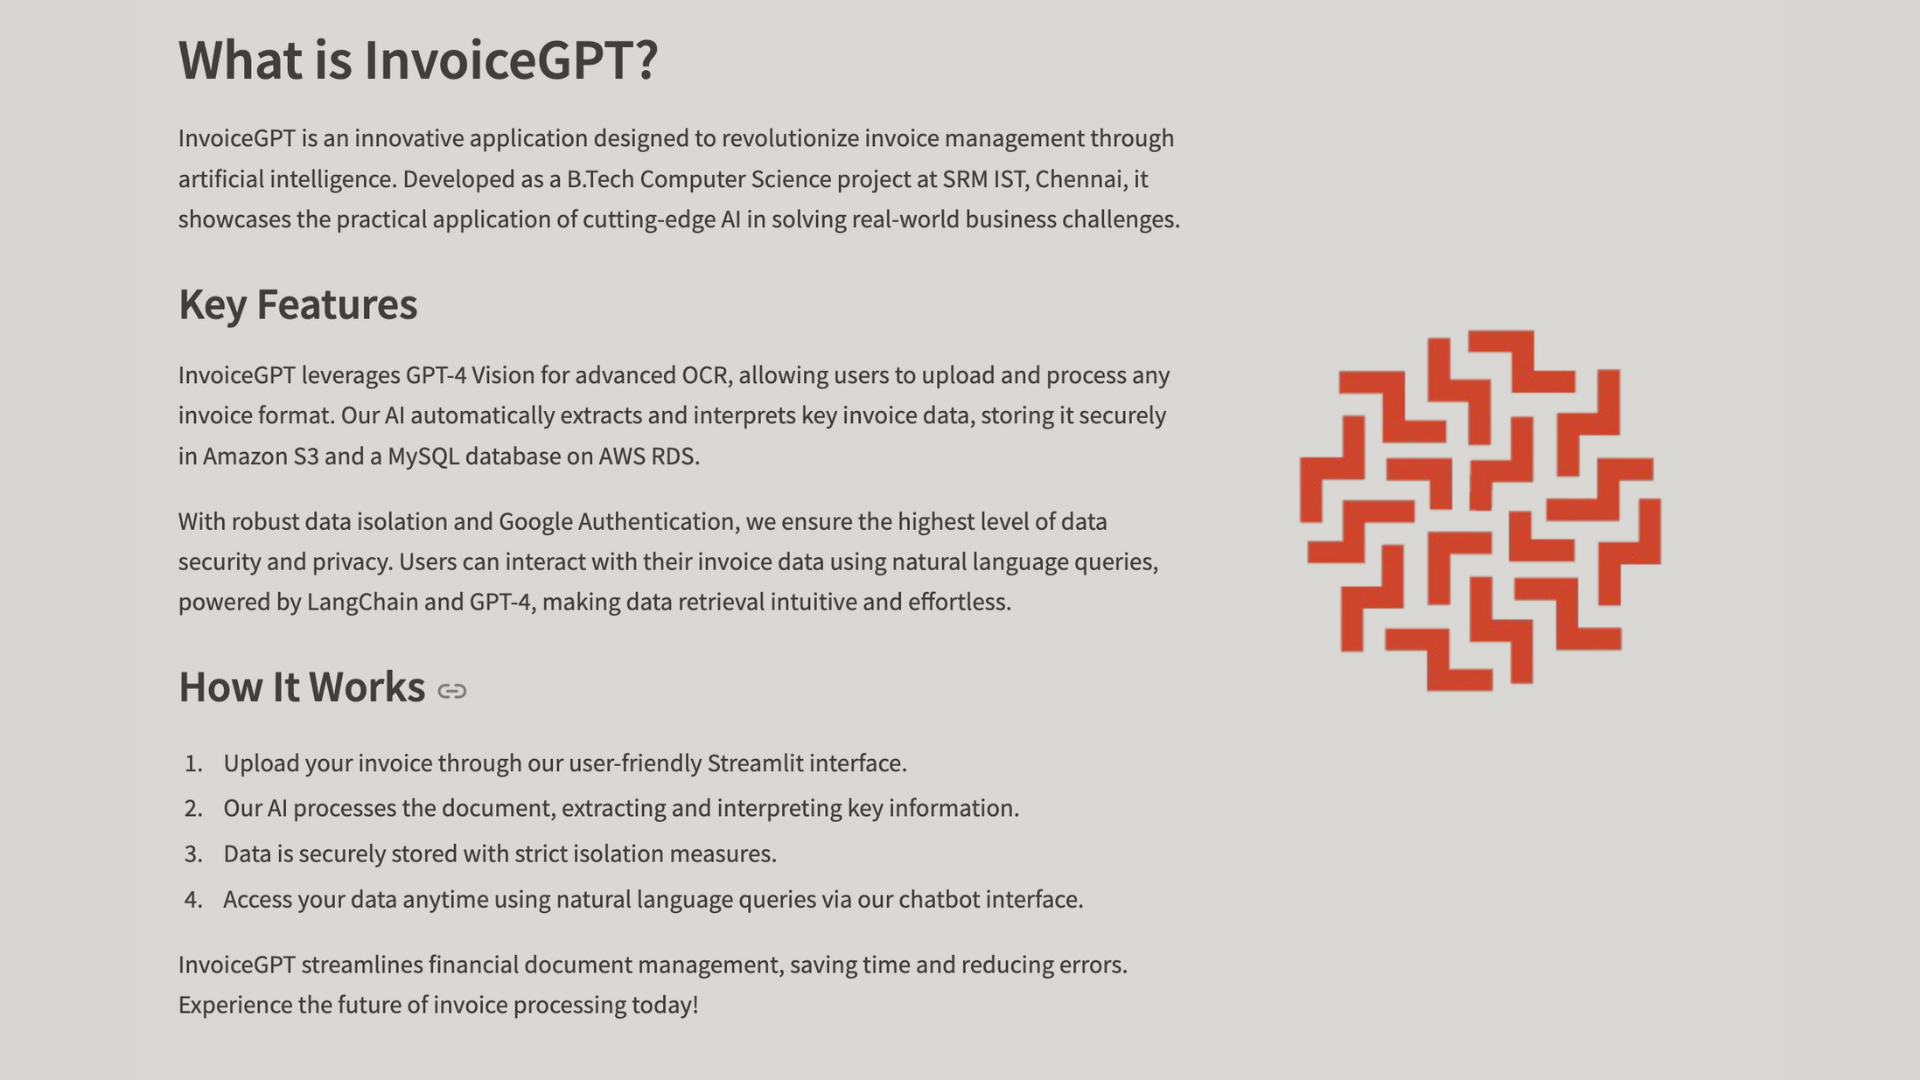 What is InvoiceGPT?
InvoiceGPT is an innovative application designed to revolutionize invoice management through
artificial intelligence. Developed as a B.Tech Computer Science project at SRM IST, Chennai, it
showcases the practical application of cutting-edge AI in solving real-world business challenges.
Key Features
InvoiceGPT leverages GPT-4 Vision for advanced OCR, allowing users to upload and process any
invoice format. Our AI automatically extracts and interprets key invoice data, storing it securely
in Amazon S3 and a MySQL database on AWS RDS.
With robust data isolation and Google Authentication, we ensure the highest level of data
security and privacy. Users can interact with their invoice data using natural language queries,
powered by LangChain and GPT-4, making data retrieval intuitive and effortless.
How It Works
1. Upload your invoice through our user-friendly Streamlit interface.
2. Our AI processes the document, extracting and interpreting key information.
3. Data is securely stored with strict isolation measures.
4. Access your data anytime using natural language queries via our chatbot interface.
InvoiceGPT streamlines financial document management, saving time and reducing errors.
Experience the future of invoice processing today!